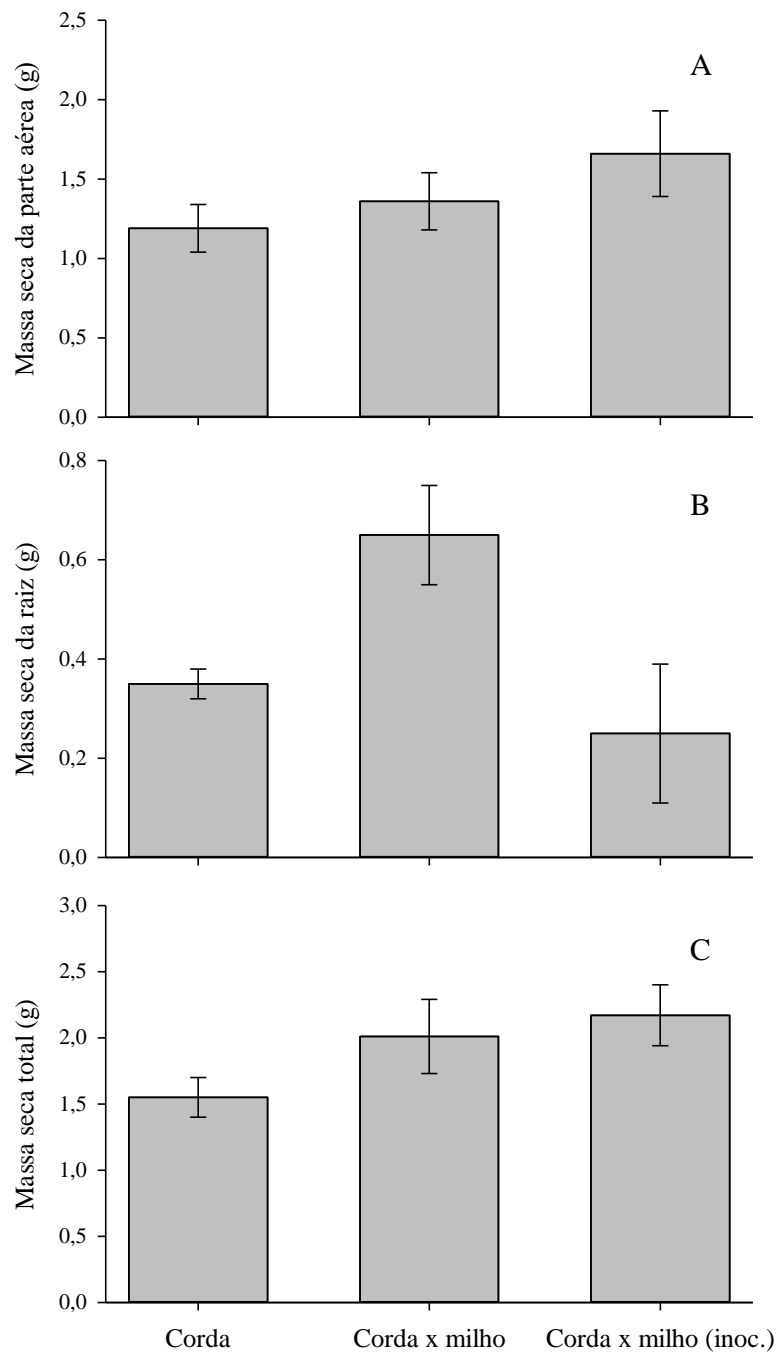 2,5
A
2,0
1,5
1,0
0,5
0,0
Massa seca da parte aérea (g)
0,8
B
0,6
0,4
0,2
0,0
Massa seca da raiz (g)
3,0
C
2,5
2,0
1,5
1,0
0,5
0,0
Massa seca total (g)
Corda
Corda x milho
Corda x milho (inoc.)